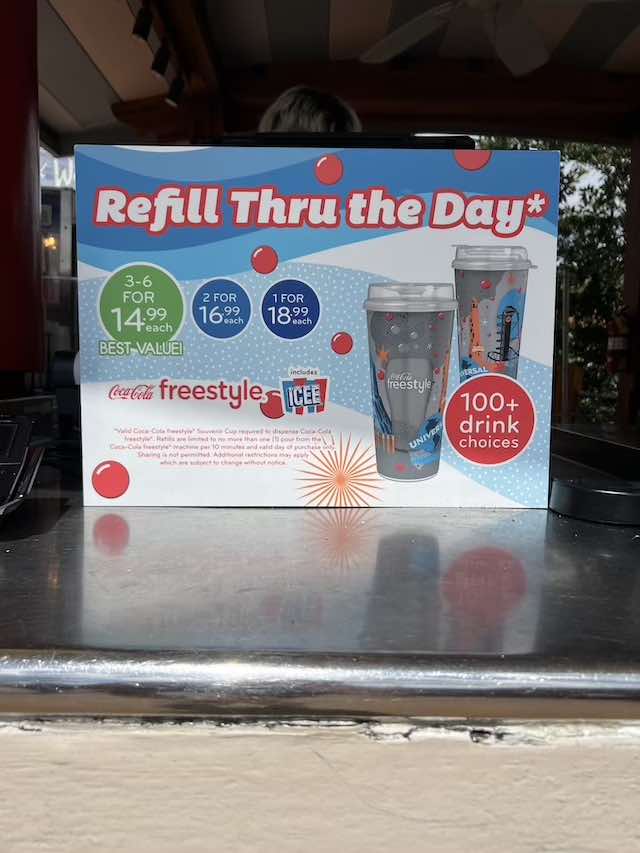 Refill Thru the Day*
3-6
FOR
14.99
each
BEST VALUE!
2 FOR
16.99
each
1 FOR
18.99
each
Coca-Cola freestyle
includes
ICEE
*Valid Coca-Cola freestyle® Souvenir Cup required to dispense Coca-Cola
freestyle®. Refills are limited to no more than one (1) pour from the
Coca-Cola freestyle® machine per 10 minutes and valid day of purchase only.
Sharing is not permitted. Additional restrictions may apply
which are subject to change without notice.
Coca-Cola
freestyle
UNIVER
ERSAL
100+
drink
choices